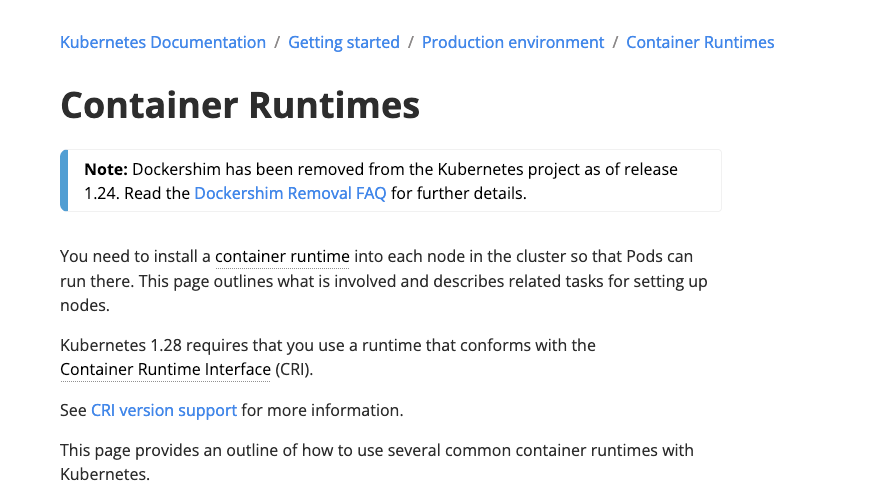 Kubernetes Documentation / Getting started / Production environment / Container Runtimes
Container Runtimes
Note: Dockershim has been removed from the Kubernetes project as of release
1.24. Read the Dockershim Removal FAQ for further details.
You need to install a container runtime into each node in the cluster so that Pods can
run there. This page outlines what is involved and describes related tasks for setting up
nodes.
Kubernetes 1.28 requires that you use a runtime that conforms with the
Container Runtime Interface (CRI).
See CRI version support for more information.
This page provides an outline of how to use several common container runtimes with
Kubernetes.